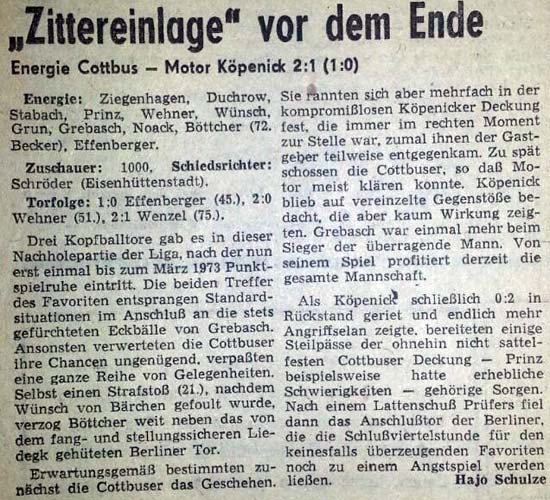 „Zittereinlage" vor dem Ende
Energie Cottbus — Motor Köpenick 2:1 (1:0)
Energie: Ziegenhagen, Duchrow,
Stabach, Prinz, Wehner, Wünsch,
Grun, Grebasch, Noack, Böttcher (72.
Becker), Effenberger.
Zuschauer: 1000, Schiedsrichter:
Schröder (Eisenhüttenstadt).
Torfolge: 1:0 Effenberger (45.), 2:0
Wehner (51.), 2:1 Wenzel (75.).
Drei Kopfballtore gab es in dieser
Nachholepartie der Liga, nach der nun
erst einmal bis zum März 1973 Punkt-
spielruhe eintritt. Die beiden Treffer
des Favoriten entsprangen Standard-
situationen im Anschluß an die stets
gefürchteten Eckbälle von Grebasch.
Ansonsten verwerteten die Cottbuser
ihre Chancen ungenügend, verpaßten
eine ganze Reihe von Gelegenheiten.
Selbst einen Strafstoß (21.), nachdem
Wünsch von Bärchen gefoult wurde,
verzog Böttcher weit neben das von
dem fang- und stellungssicheren Lie-
degk gehüteten Berliner Tor.
Erwartungsgemäß bestimmten zu-
nächst die Cottbuser das Geschehen.
Sie rannten sich aber mehrfach in der
kompromißlosen Köpenicker Deckung
fest, die immer im rechten Moment
zur Stelle war, zumal ihnen der Gast-
geber teilweise entgegenkam. Zu spät
schossen die Cottbuser, so daß Mo-
tor meist klären konnte. Köpenick
blieb auf vereinzelte Gegenstöße be-
dacht, die aber kaum Wirkung zeig-
ten. Grebasch war einmal mehr beim
Sieger der überragende Mann. Von
seinem Spiel profitiert derzeit die
gesamte Mannschaft.
Als Köpenick schließlich 0:2 in
Rückstand geriet und endlich mehr
Angriffselan zeigte, bereiteten einige
Steilpässe der ohnehin nicht sattel-
festen Cottbuser Deckung — Prinz
beispielsweise hatte erhebliche
Schwierigkeiten — gehörige Sorgen.
Nach einem Lattenschuß Prüfers fiel
dann das Anschlußtor der Berliner,
die die Schlußviertelstunde für den
keinesfalls überzeugenden Favoriten
noch zu einem Angstspiel werden
ließen. Hajo Schulze